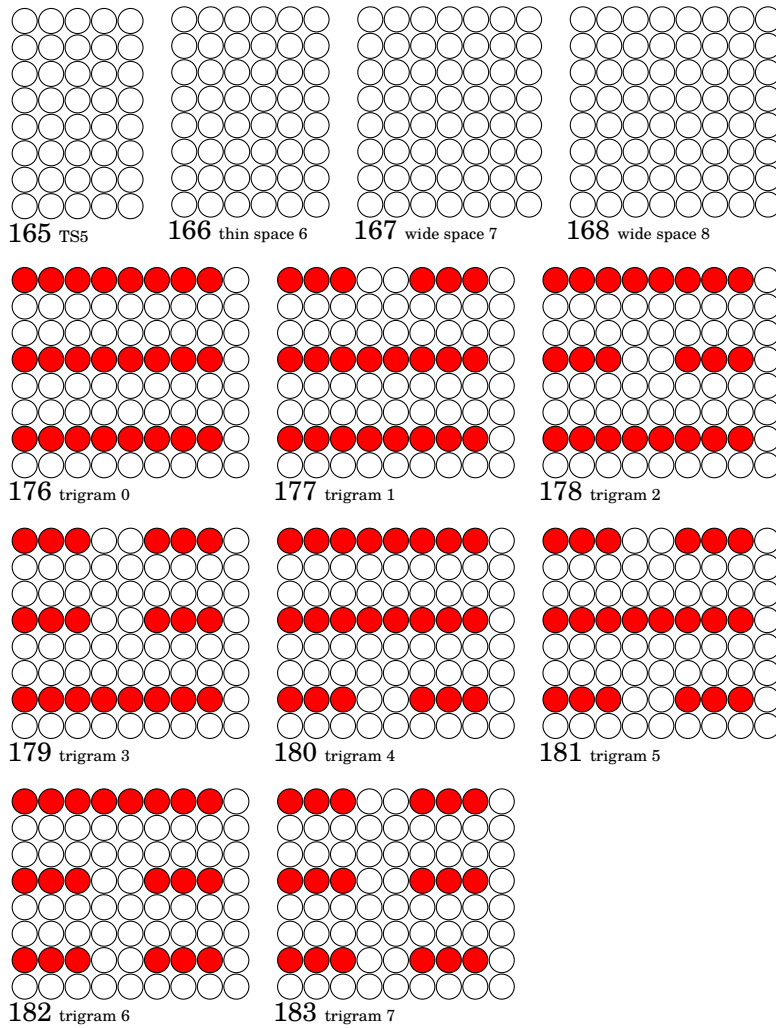 165 TS5 166 thin space 6 167 wide space 7 168 wide space 8
176 trigram 0 177 trigram 1 178 trigram 2
179 trigram 3 180 trigram 4 181 trigram 5
182 trigram 6 183 trigram 7